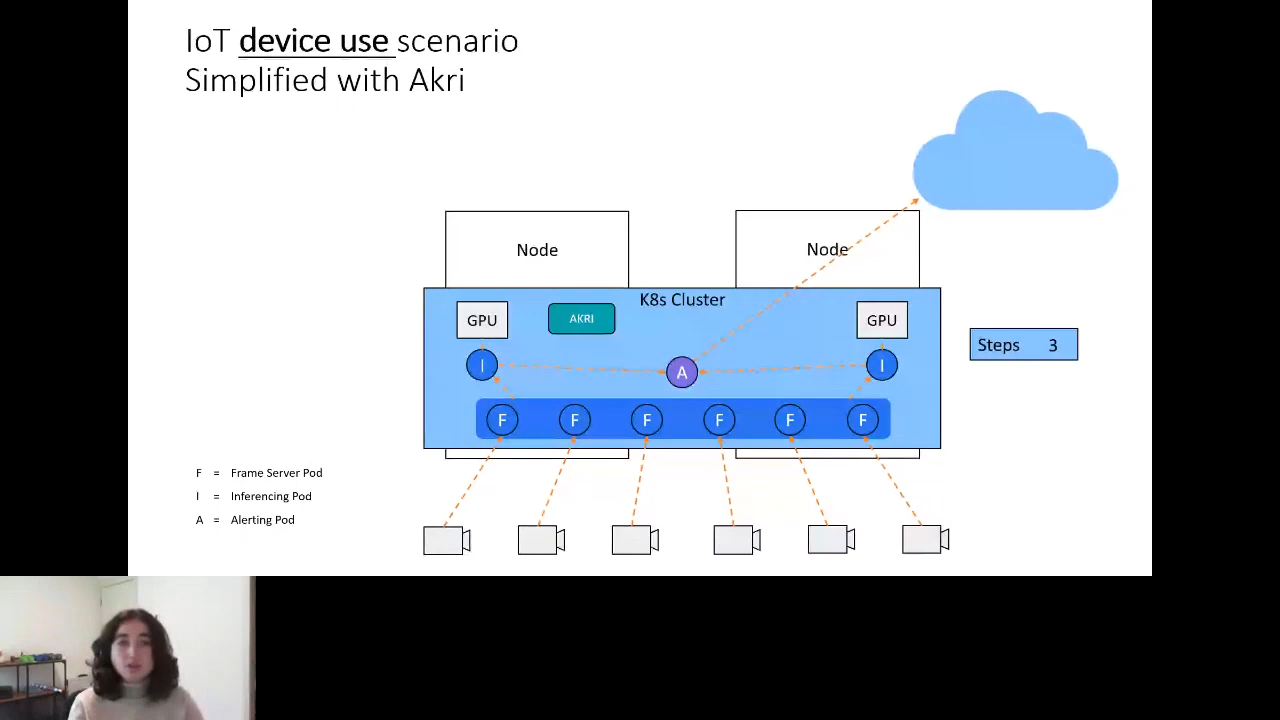 IoT device use scenario
Simplified with Akri
Node
Node
K8s Cluster
GPU
AKRI
GPU
Steps 3
I
A
I
F
F
F
F
F
F
F = Frame Server Pod
I = Inferencing Pod
A = Alerting Pod